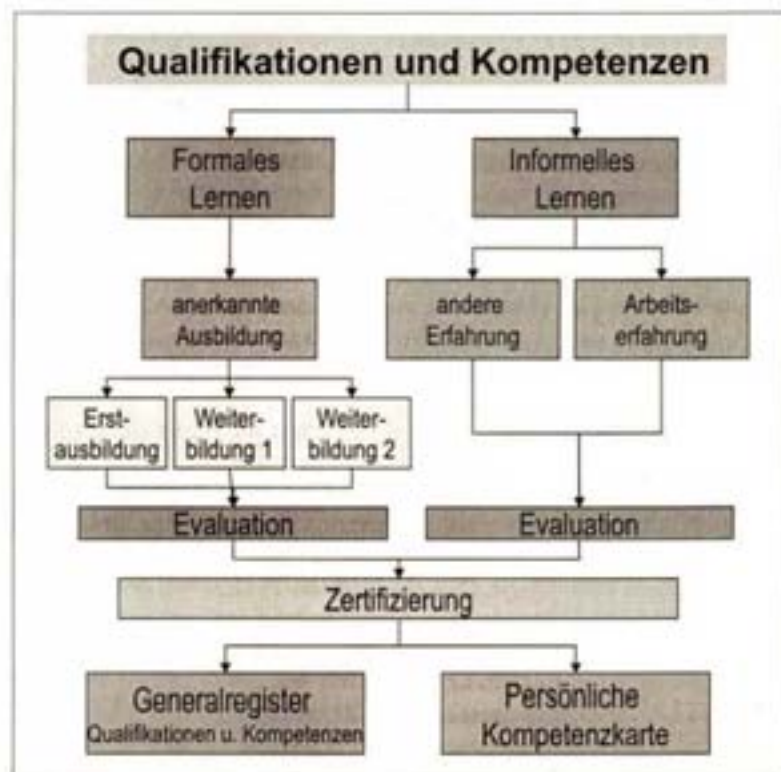 Qualifikationen und Kompetenzen
Formales
Lernen
Informelles
Lernen
anerkannte
Ausbildung
andere
Erfahrung
Arbeits-
erfahrung
Erst-
ausbildung
Weiter-
bildung 1
Weiter-
bildung 2
Evaluation
Evaluation
Zertifizierung
Generalregister
Qualifikationen u. Kompetenzen
Persönliche
Kompetenzkarte